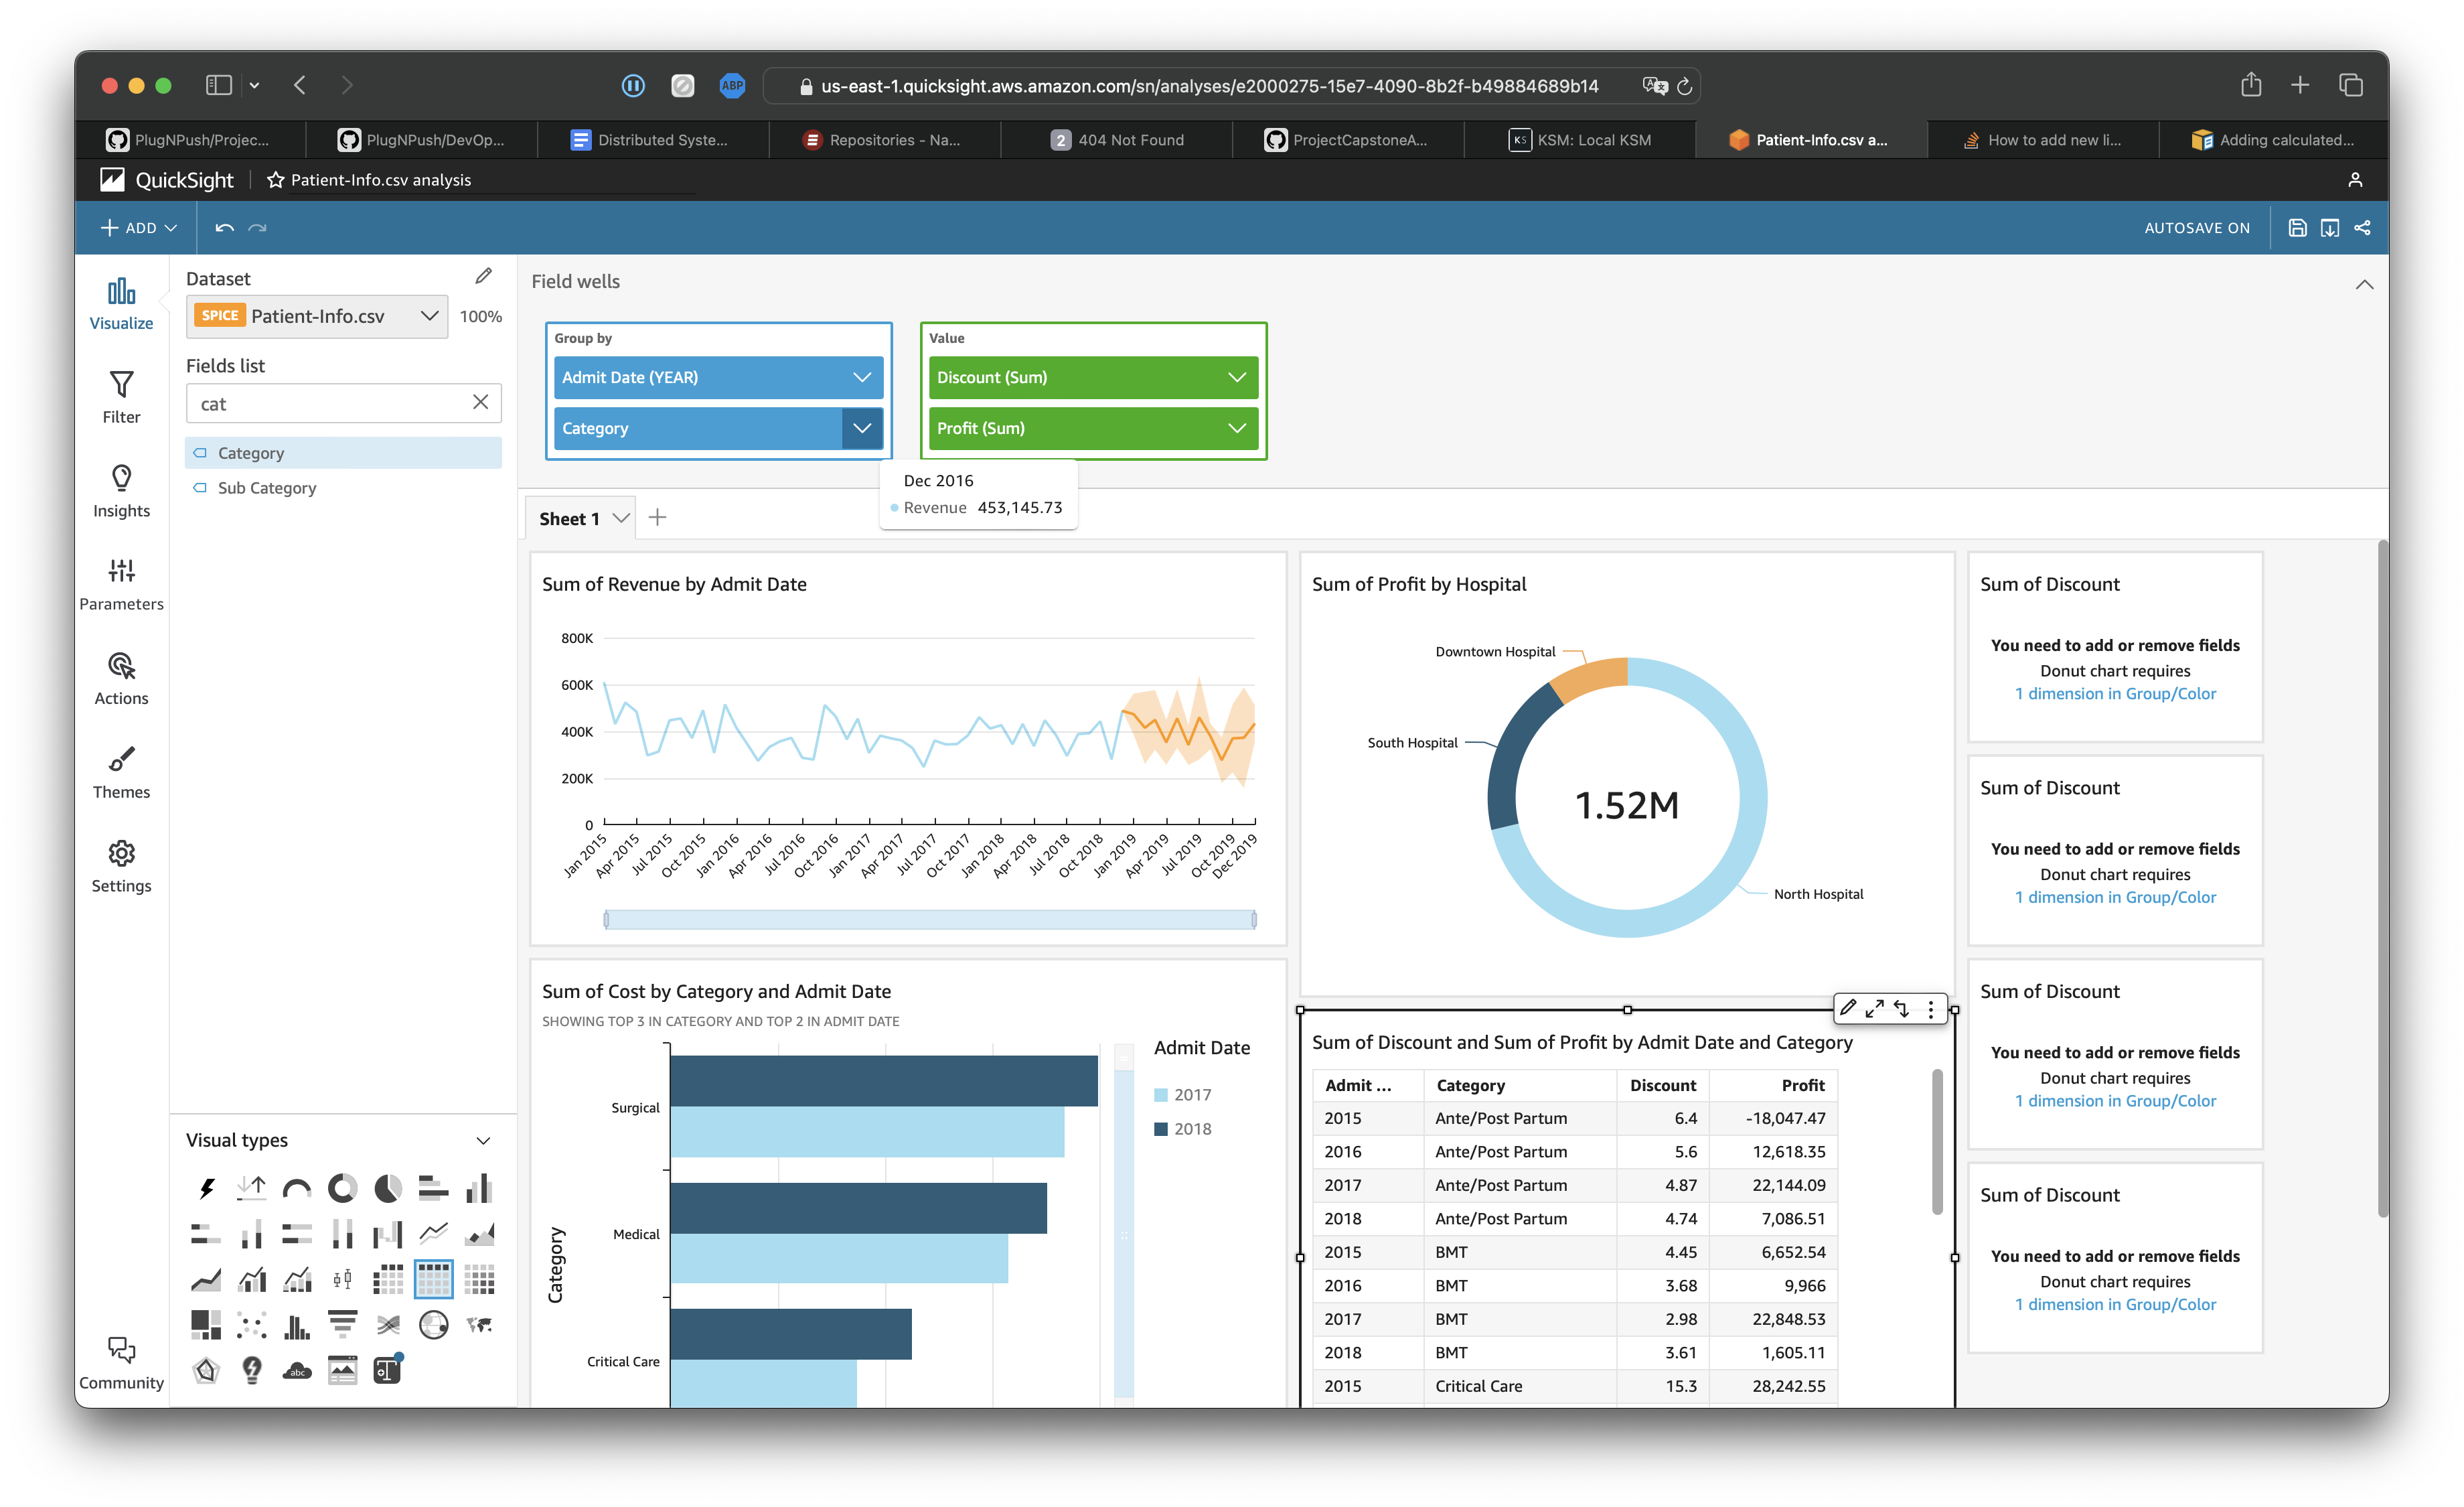 us-east-1.quicksight.aws.amazon.com/sn/analyses/e2000275-15e7-4090-8b2f-b49884689b14
ABP
PlugNPush/Projec...
PlugNPush/DevOp...
Distributed Syste...
Repositories - Na...
2 404 Not Found
ProjectCapstoneA...
KS KSM: Local KSM
Patient-Info.csv a...
How to add new li...
Adding calculated...
QuickSight
Patient-Info.csv analysis
ADD
AUTOSAVE ON
Visualize
Filter
Insights
Parameters
Actions
Themes
Settings
Community
Dataset
SPICE Patient-Info.csv 100%
Fields list
cat
Category
Sub Category
Visual types
abc
Field wells
Group by
Admit Date (YEAR)
Category
Value
Discount (Sum)
Profit (Sum)
Dec 2016
Revenue 453,145.73
Sheet 1
Sum of Revenue by Admit Date
800K
600K
400K
200K
0
Jan 2015
Apr 2015
Jul 2015
Oct 2015
Jan 2016
Apr 2016
Jul 2016
Oct 2016
Jan 2017
Apr 2017
Jul 2017
Oct 2017
Jan 2018
Apr 2018
Jul 2018
Oct 2018
Jan 2019
Apr 2019
Jul 2019
Oct 2019
Dec 2019
Sum of Profit by Hospital
Downtown Hospital
South Hospital
1.52M
North Hospital
Sum of Discount
You need to add or remove fields
Donut chart requires
1 dimension in Group/Color
Sum of Discount
You need to add or remove fields
Donut chart requires
1 dimension in Group/Color
Sum of Discount
You need to add or remove fields
Donut chart requires
1 dimension in Group/Color
Sum of Discount
You need to add or remove fields
Donut chart requires
1 dimension in Group/Color
Sum of Cost by Category and Admit Date
SHOWING TOP 3 IN CATEGORY AND TOP 2 IN ADMIT DATE
Category
Surgical
Medical
Critical Care
Admit Date
2017
2018
Sum of Discount and Sum of Profit by Admit Date and Category
Admit ... Category Discount Profit
2015 Ante/Post Partum 6.4 -18,047.47
2016 Ante/Post Partum 5.6 12,618.35
2017 Ante/Post Partum 4.87 22,144.09
2018 Ante/Post Partum 4.74 7,086.51
2015 BMT 4.45 6,652.54
2016 BMT 3.68 9,966
2017 BMT 2.98 22,848.53
2018 BMT 3.61 1,605.11
2015 Critical Care 15.3 28,242.55